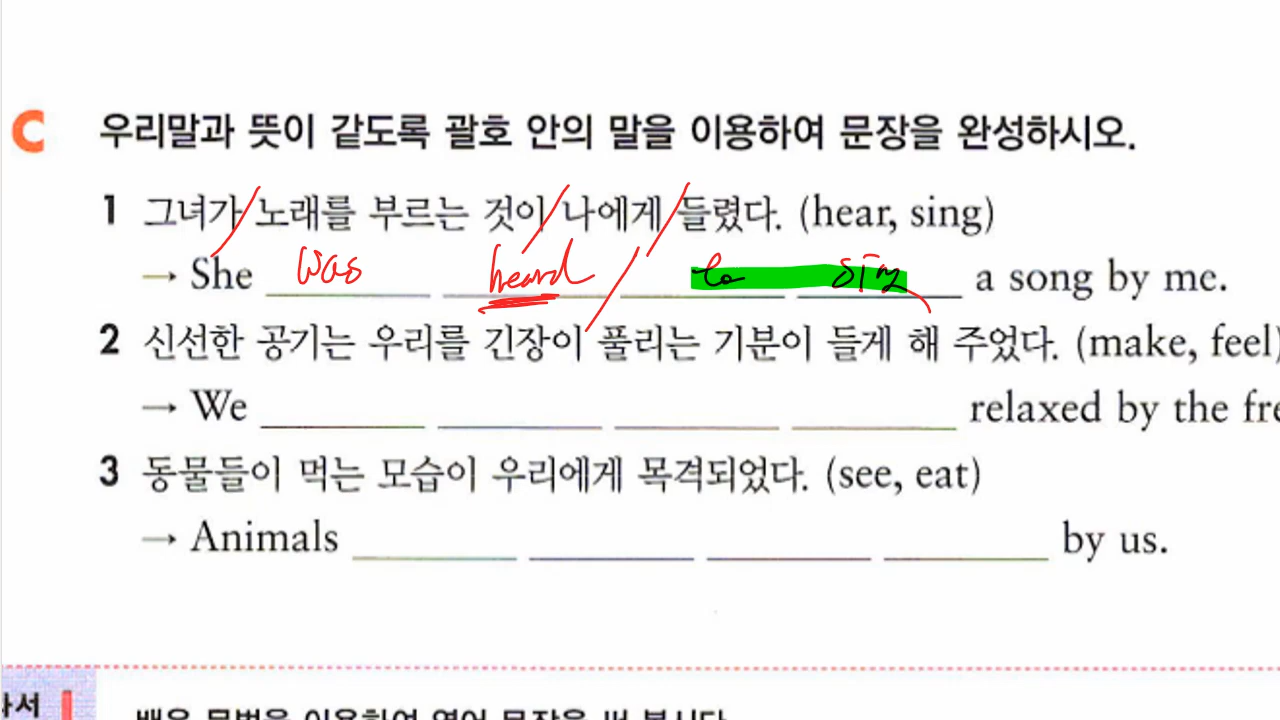 C 우리말과 뜻이 같도록 괄호 안의 말을 이용하여 문장을 완성하시오.
1 그녀가 노래를 부르는 것이 나에게 들렸다. (hear, sing)
→ She was heard to sing a song by me.
2 신선한 공기는 우리를 긴장이 풀리는 기분이 들게 해 주었다. (make, feel)
→ We relaxed by the fre
3 동물들이 먹는 모습이 우리에게 목격되었다. (see, eat)
→ Animals by us.